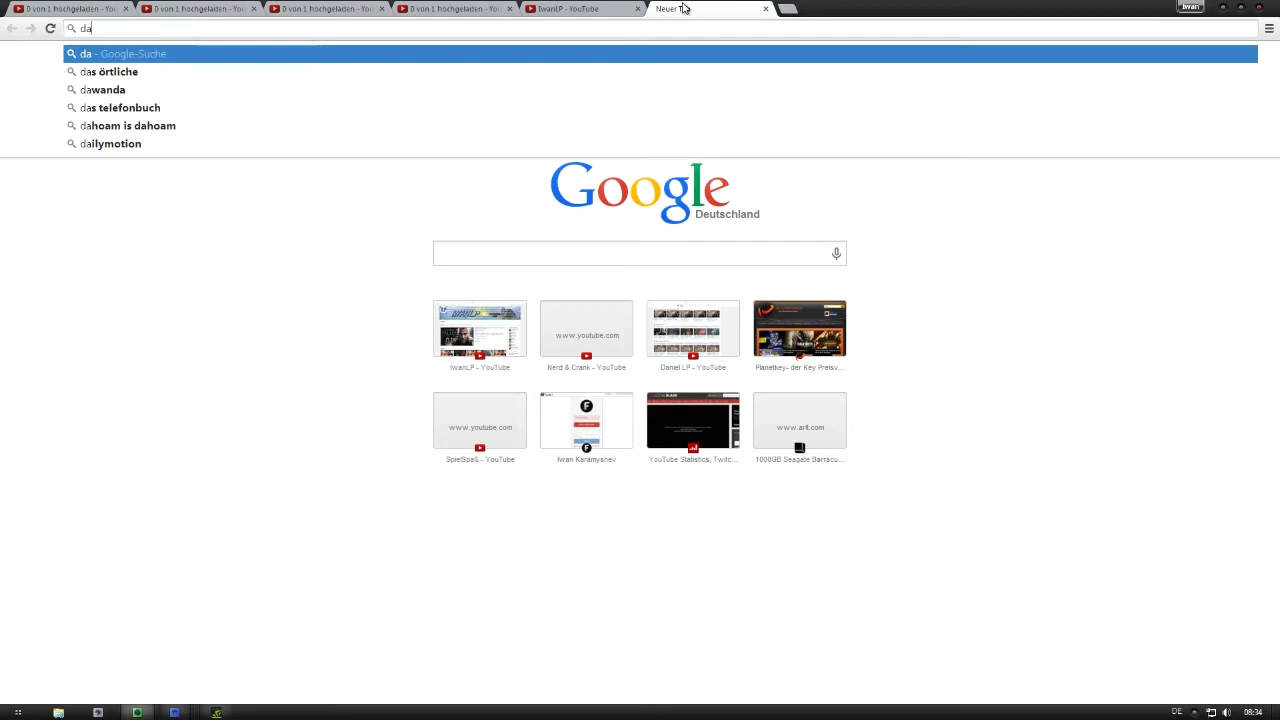 0 von 1 hochgeladen - You
0 von 1 hochgeladen - You
0 von 1 hochgeladen - You
0 von 1 hochgeladen - You
IwanLP - YouTube
Neuer T
Iwan
da
da - Google-Suche
das örtliche
dawanda
das telefonbuch
dahoam is dahoam
dailymotion
Google
Deutschland
www.youtube.com
IwanLP - YouTube
Nerd & Crank - YouTube
Daniel LP - YouTube
Planetkey- der Key Preisv...
www.youtube.com
www.arlt.com
SpielSpaß - YouTube
Iwan Karamyshev
YouTube Statistics, Twitc...
1000GB Seagate Barracu...
DE
08:34